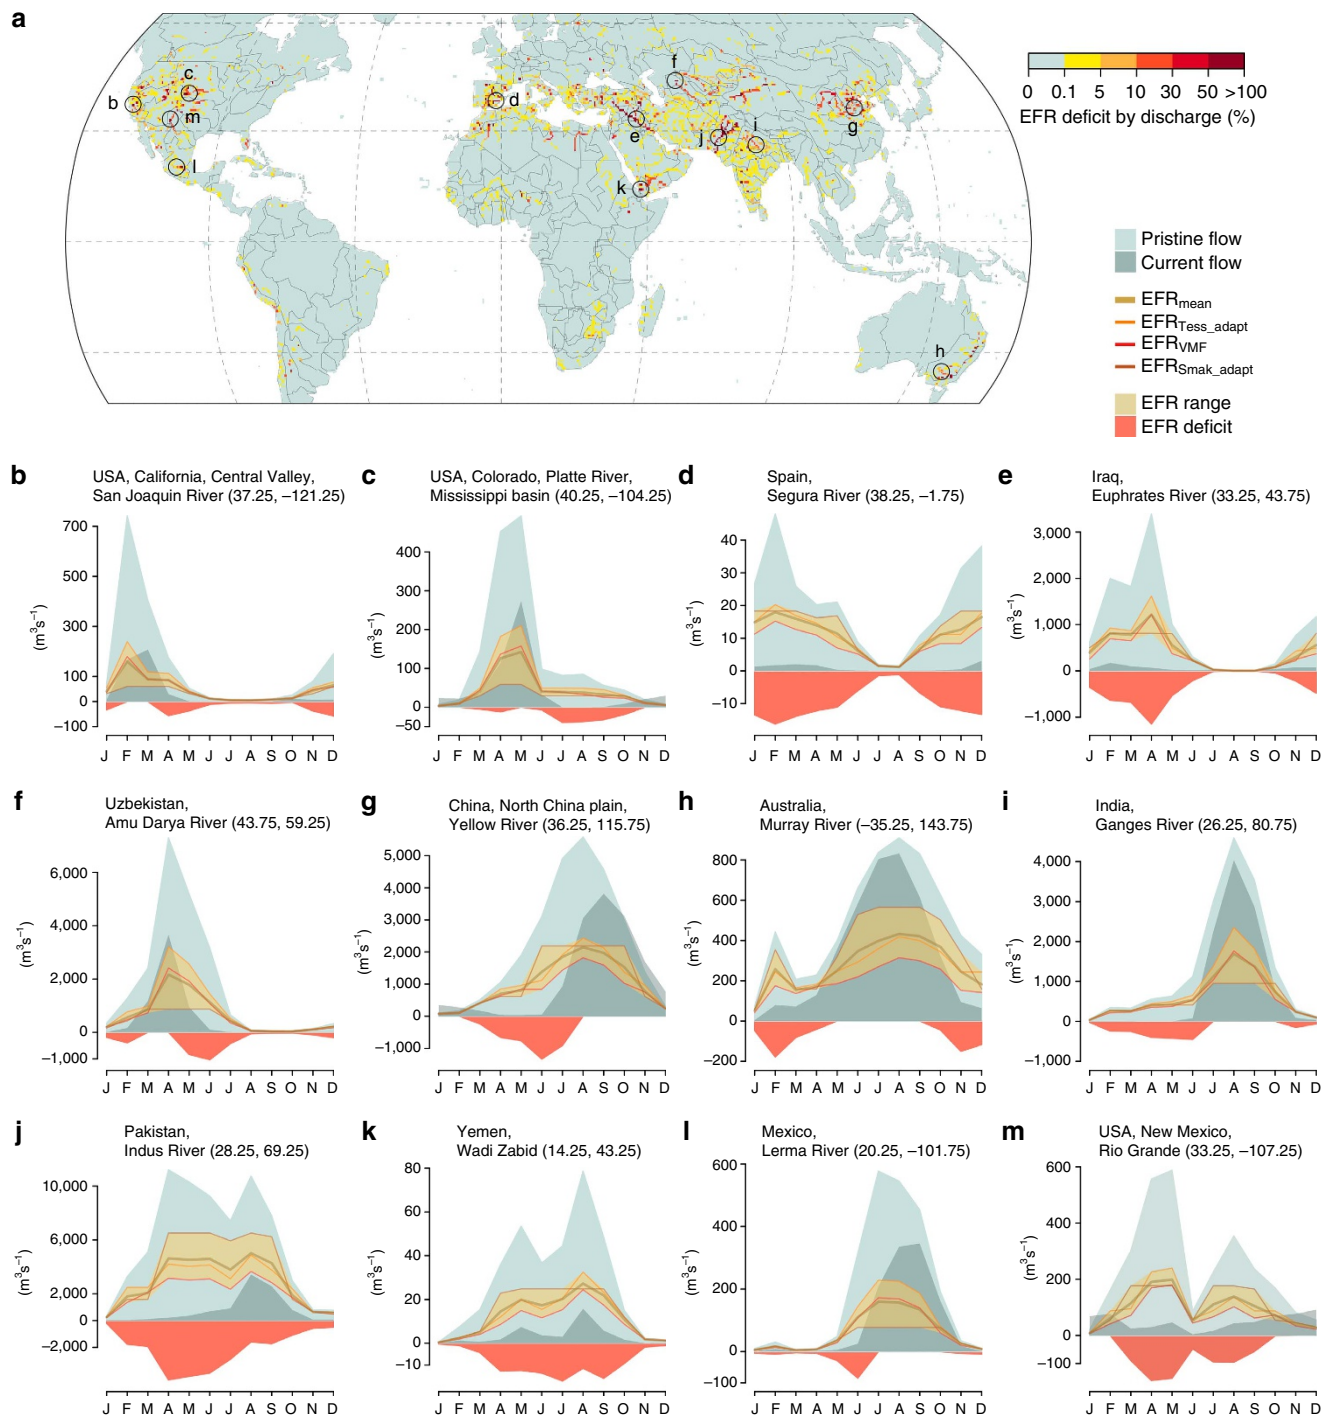 a
b
c
m
l
d
e
f
g
h
i
j
k
0 0.1 5 10 30 50 >100
EFR deficit by discharge (%)
Pristine flow
Current flow
EFRmean
EFRTess_adapt
EFRVMF
EFRSmak_adapt
EFR range
EFR deficit
b
USA, California, Central Valley,
San Joaquin River (37.25, −121.25)
700
500
300
100
0
−100
(m³s⁻¹)
J F M A M J J A S O N D
c
USA, Colorado, Platte River,
Mississippi basin (40.25, −104.25)
400
300
200
100
0
−50
(m³s⁻¹)
J F M A M J J A S O N D
d
Spain,
Segura River (38.25, −1.75)
40
30
20
10
0
−10
(m³s⁻¹)
J F M A M J J A S O N D
e
Iraq,
Euphrates River (33.25, 43.75)
3,000
2,000
1,000
0
−1,000
(m³s⁻¹)
J F M A M J J A S O N D
f
Uzbekistan,
Amu Darya River (43.75, 59.25)
6,000
4,000
2,000
0
−1,000
(m³s⁻¹)
J F M A M J J A S O N D
g
China, North China plain,
Yellow River (36.25, 115.75)
5,000
4,000
3,000
2,000
1,000
0
−1,000
(m³s⁻¹)
J F M A M J J A S O N D
h
Australia,
Murray River (−35.25, 143.75)
800
600
400
200
0
−200
(m³s⁻¹)
J F M A M J J A S O N D
i
India,
Ganges River (26.25, 80.75)
4,000
3,000
2,000
1,000
0
−1,000
(m³s⁻¹)
J F M A M J J A S O N D
j
Pakistan,
Indus River (28.25, 69.25)
10,000
6,000
2,000
0
−2,000
(m³s⁻¹)
J F M A M J J A S O N D
k
Yemen,
Wadi Zabid (14.25, 43.25)
80
60
40
20
0
−10
(m³s⁻¹)
J F M A M J J A S O N D
l
Mexico,
Lerma River (20.25, −101.75)
600
400
200
0
−100
(m³s⁻¹)
J F M A M J J A S O N D
m
USA, New Mexico,
Rio Grande (33.25, −107.25)
600
400
200
0
−100
(m³s⁻¹)
J F M A M J J A S O N D